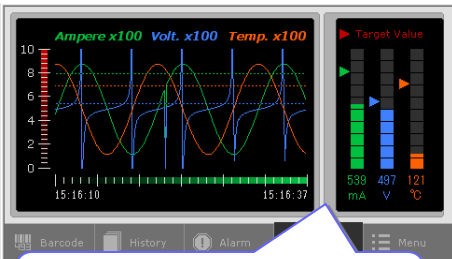 Ampere x100 Volt. x100 Temp. x100
Target Value
10
8
6
4
2
0
15:16:10
15:16:37
539 497 121
mA V ℃
Barcode History Alarm Menu